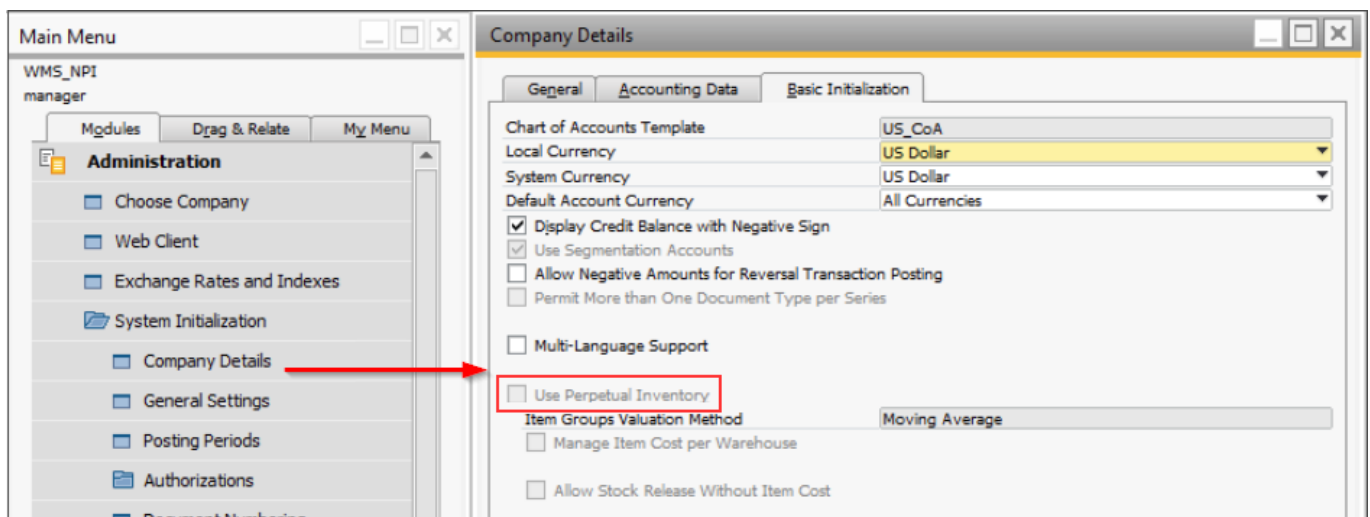 Main Menu
WMS_NPI
manager
Modules
Drag & Relate
My Menu
Administration
Choose Company
Web Client
Exchange Rates and Indexes
System Initialization
Company Details
General Settings
Posting Periods
Authorizations
Document Numbering
Company Details
General
Accounting Data
Basic Initialization
Chart of Accounts Template US_CoA
Local Currency US Dollar
System Currency US Dollar
Default Account Currency All Currencies
Display Credit Balance with Negative Sign
Use Segmentation Accounts
Allow Negative Amounts for Reversal Transaction Posting
Permit More than One Document Type per Series
Multi-Language Support
Use Perpetual Inventory
Item Groups Valuation Method Moving Average
Manage Item Cost per Warehouse
Allow Stock Release Without Item Cost